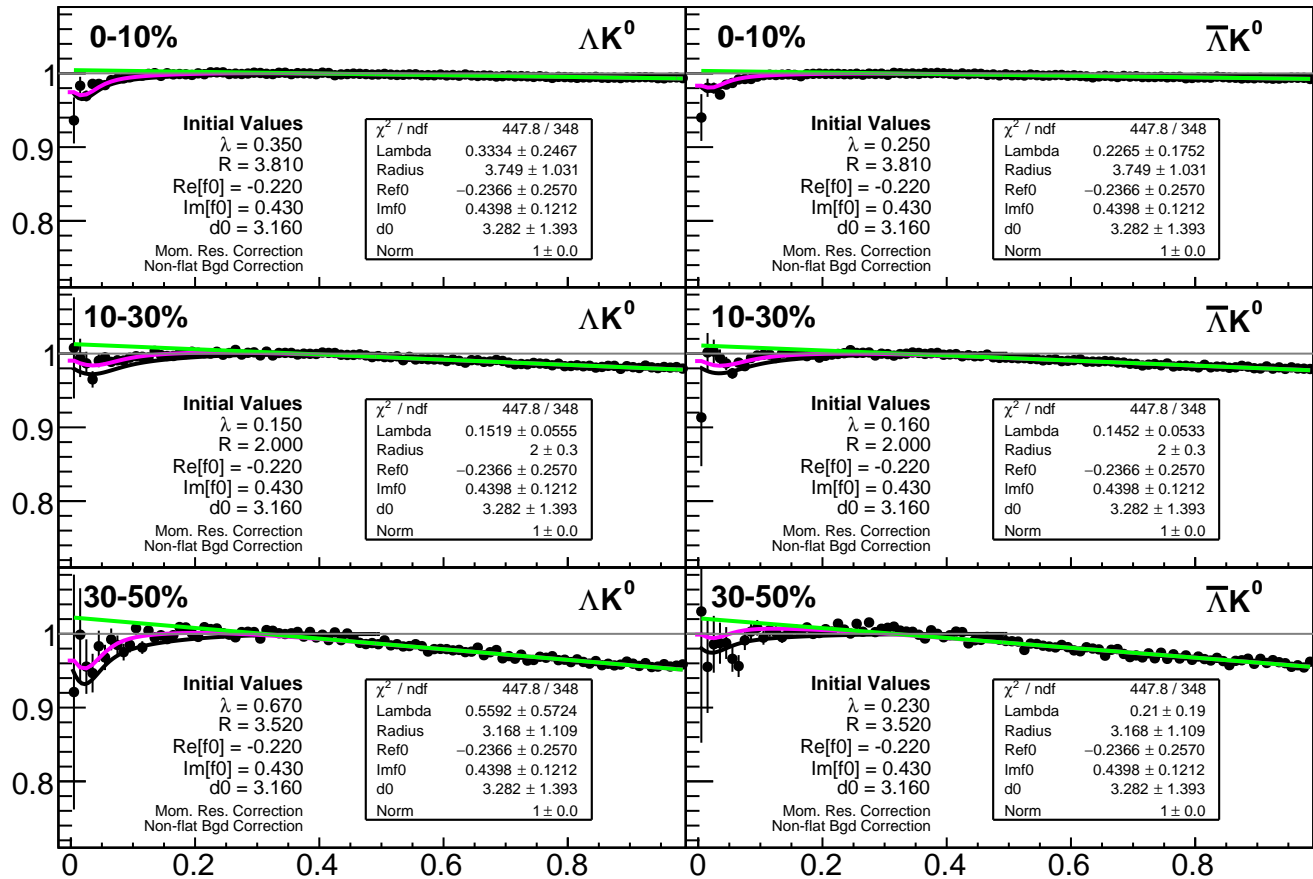 0-10% ΛK⁰
1
0.9
0.8
Initial Values
λ = 0.350
R = 3.810
Re[f0] = -0.220
Im[f0] = 0.430
d0 = 3.160
Mom. Res. Correction
Non-flat Bgd Correction
χ² / ndf 447.8 / 348
Lambda 0.3334 ± 0.2467
Radius 3.749 ± 1.031
Ref0 −0.2366 ± 0.2570
Imf0 0.4398 ± 0.1212
d0 3.282 ± 1.393
Norm 1 ± 0.0
0-10% Λ̅K⁰
Initial Values
λ = 0.250
R = 3.810
Re[f0] = -0.220
Im[f0] = 0.430
d0 = 3.160
Mom. Res. Correction
Non-flat Bgd Correction
χ² / ndf 447.8 / 348
Lambda 0.2265 ± 0.1752
Radius 3.749 ± 1.031
Ref0 −0.2366 ± 0.2570
Imf0 0.4398 ± 0.1212
d0 3.282 ± 1.393
Norm 1 ± 0.0
10-30% ΛK⁰
1
0.9
0.8
Initial Values
λ = 0.150
R = 2.000
Re[f0] = -0.220
Im[f0] = 0.430
d0 = 3.160
Mom. Res. Correction
Non-flat Bgd Correction
χ² / ndf 447.8 / 348
Lambda 0.1519 ± 0.0555
Radius 2 ± 0.3
Ref0 −0.2366 ± 0.2570
Imf0 0.4398 ± 0.1212
d0 3.282 ± 1.393
Norm 1 ± 0.0
10-30% Λ̅K⁰
Initial Values
λ = 0.160
R = 2.000
Re[f0] = -0.220
Im[f0] = 0.430
d0 = 3.160
Mom. Res. Correction
Non-flat Bgd Correction
χ² / ndf 447.8 / 348
Lambda 0.1452 ± 0.0533
Radius 2 ± 0.3
Ref0 −0.2366 ± 0.2570
Imf0 0.4398 ± 0.1212
d0 3.282 ± 1.393
Norm 1 ± 0.0
30-50% ΛK⁰
1
0.9
0.8
Initial Values
λ = 0.670
R = 3.520
Re[f0] = -0.220
Im[f0] = 0.430
d0 = 3.160
Mom. Res. Correction
Non-flat Bgd Correction
χ² / ndf 447.8 / 348
Lambda 0.5592 ± 0.5724
Radius 3.168 ± 1.109
Ref0 −0.2366 ± 0.2570
Imf0 0.4398 ± 0.1212
d0 3.282 ± 1.393
Norm 1 ± 0.0
30-50% Λ̅K⁰
Initial Values
λ = 0.230
R = 3.520
Re[f0] = -0.220
Im[f0] = 0.430
d0 = 3.160
Mom. Res. Correction
Non-flat Bgd Correction
χ² / ndf 447.8 / 348
Lambda 0.21 ± 0.19
Radius 3.168 ± 1.109
Ref0 −0.2366 ± 0.2570
Imf0 0.4398 ± 0.1212
d0 3.282 ± 1.393
Norm 1 ± 0.0
0 0.2 0.4 0.6 0.8 0 0.2 0.4 0.6 0.8